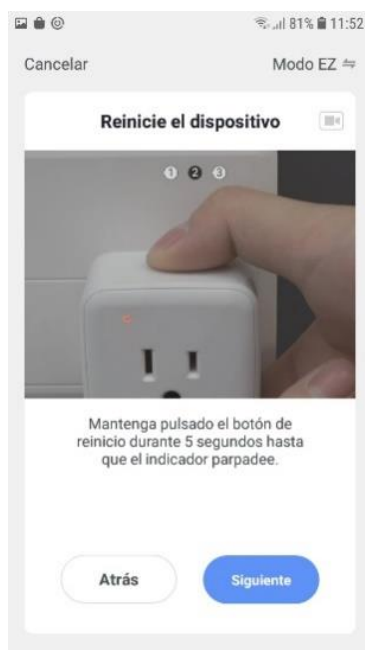 81% 11:52
Cancelar Modo EZ
Reinicie el dispositivo
1 2 3
Mantenga pulsado el botón de
reinicio durante 5 segundos hasta
que el indicador parpadee.
Atrás Siguiente